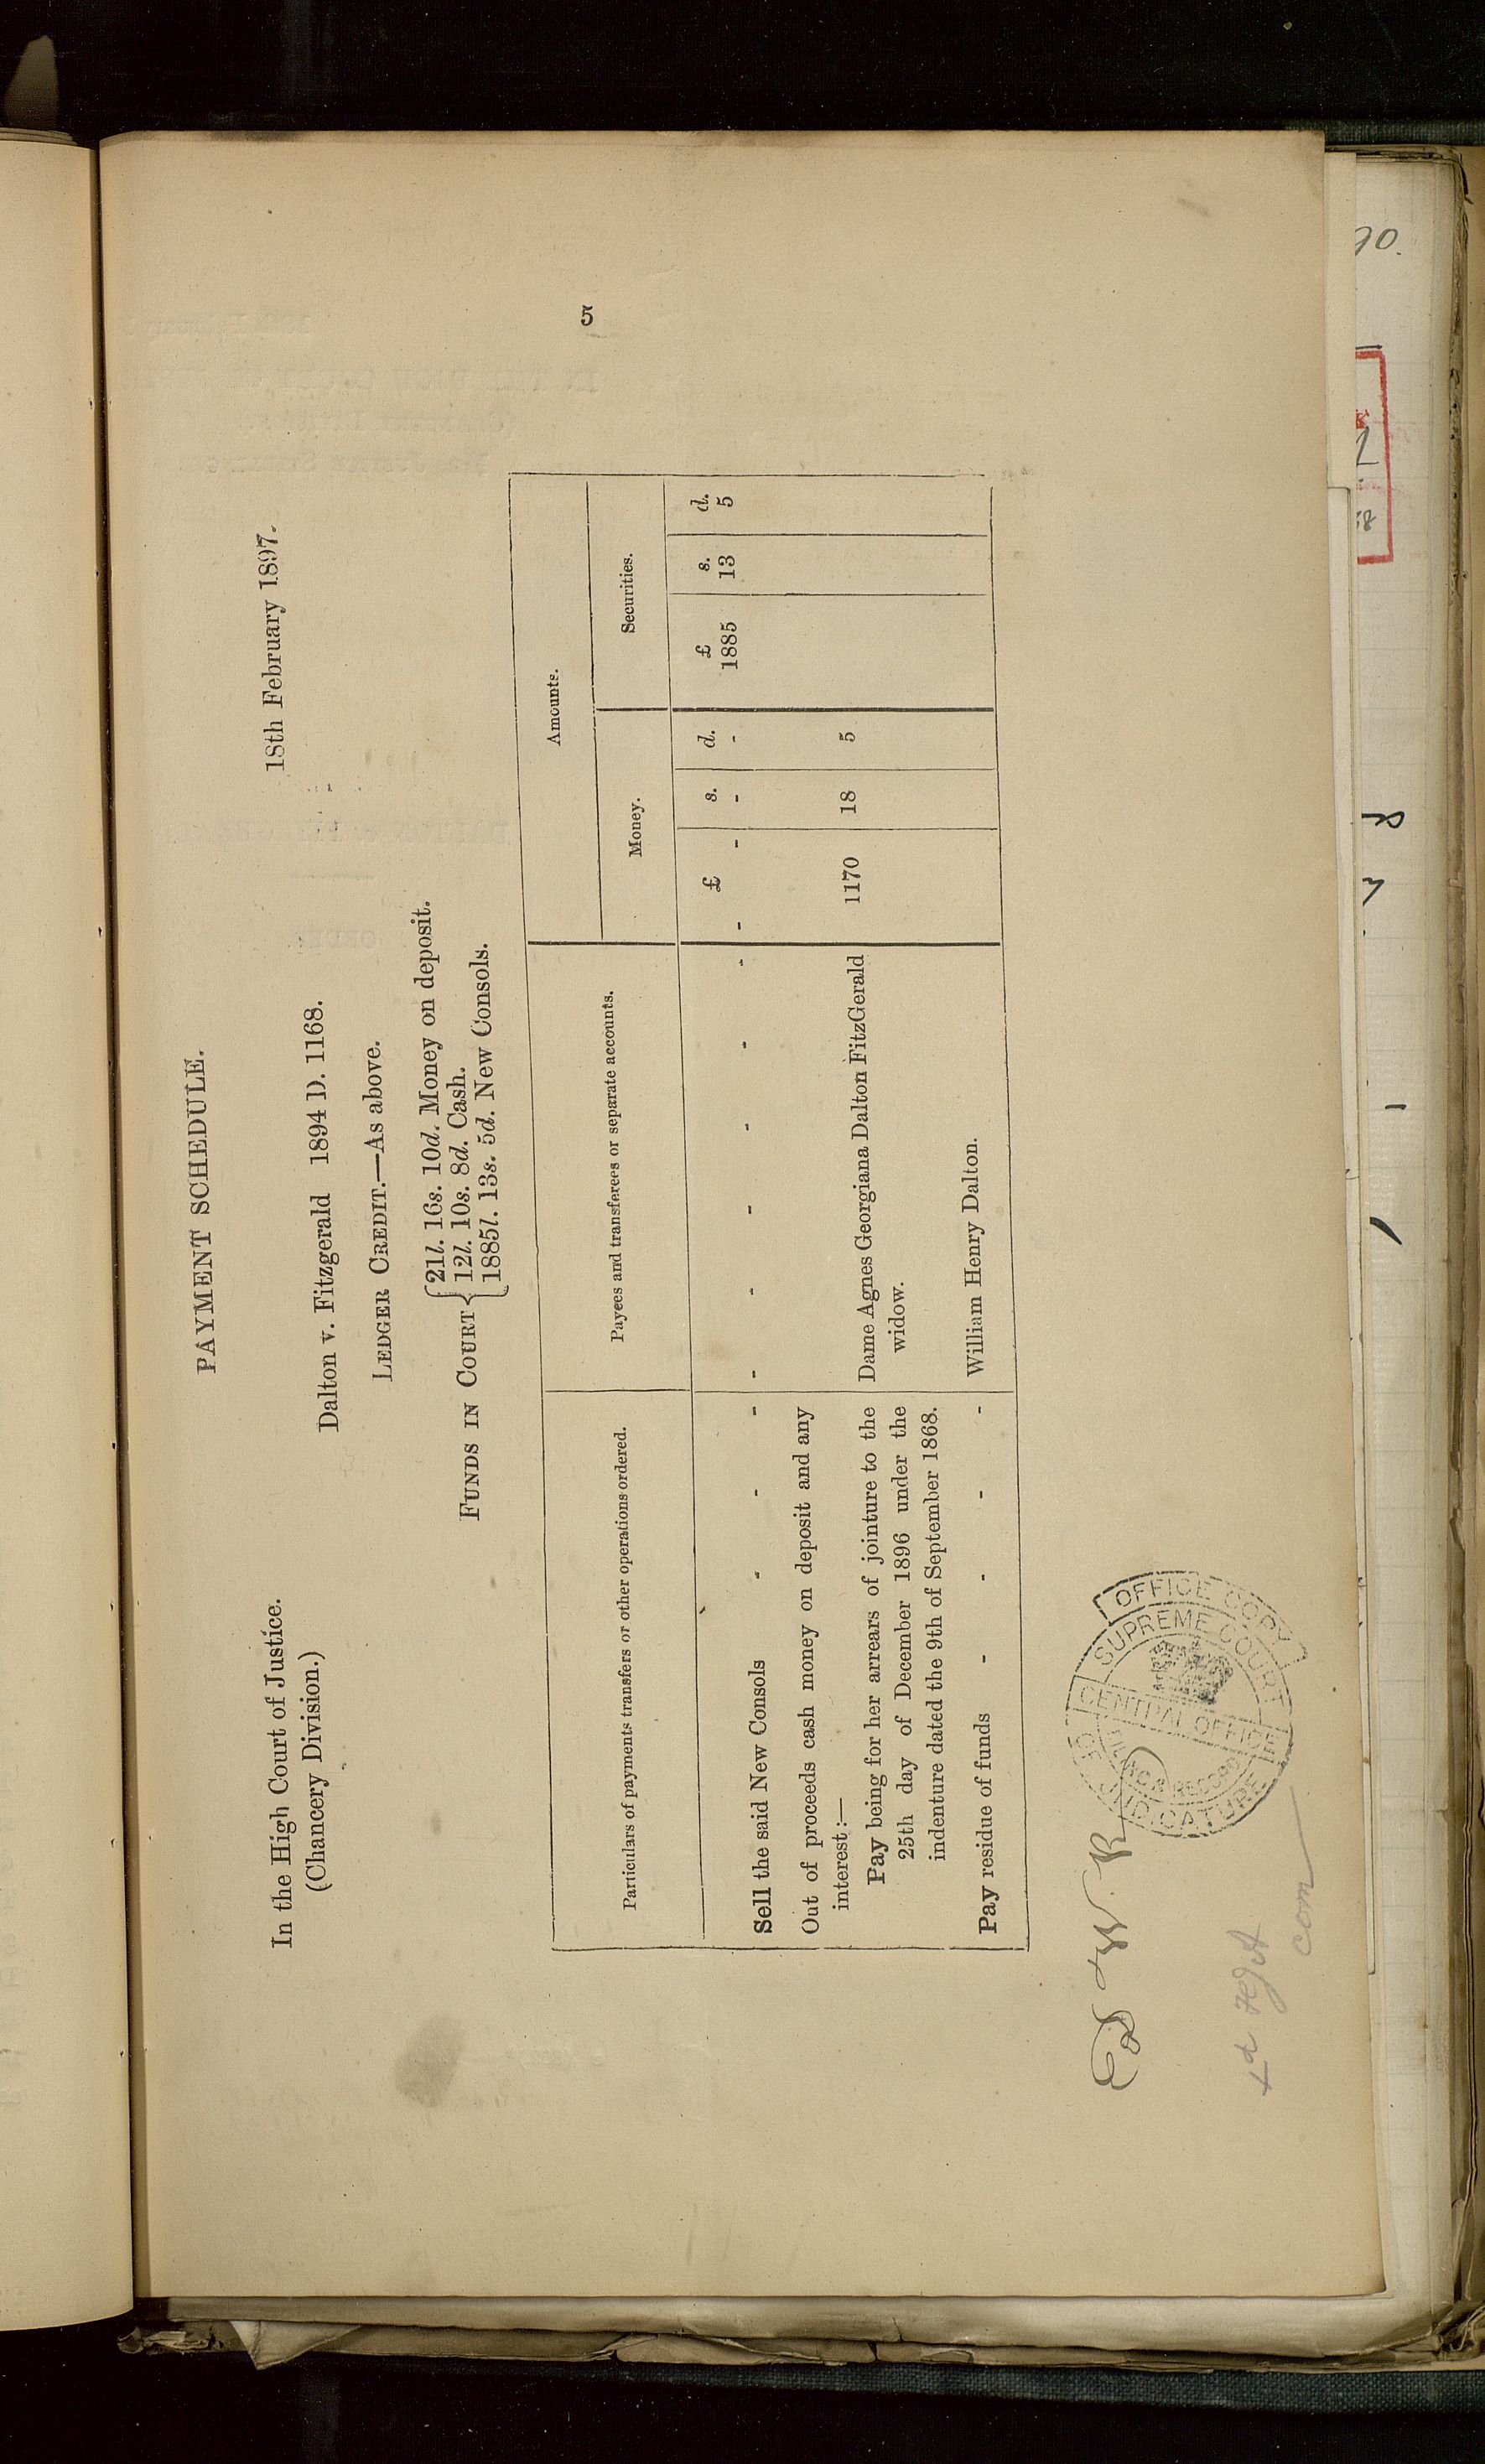 5
PAYMENT SCHEDULE.
In the High Court of Justice.
(Chancery Division.)
18th February 1897.
Dalton v. Fitzgerald 1894 D. 1168.
LEDGER CREDIT.—As above.
FUNDS IN COURT
21l. 16s. 10d. Money on deposit.
12l. 10s. 8d. Cash.
1885l. 13s. 5d. New Consols.
Particulars of payments transfers or other operations ordered.
Payees and transferees or separate accounts.
Amounts.
Money.
Securities.
£ s. d. £ s. d.
Sell the said New Consols - - - - - - - - - - - - - 1885 13 5
Out of proceeds cash money on deposit and any
interest:—
Pay being for her arrears of jointure to the
25th day of December 1896 under the
indenture dated the 9th of September 1868.
Dame Agnes Georgiana Dalton FitzGerald
widow.
1170 18 5
Pay residue of funds - - - -
William Henry Dalton.
OFFICE COPY
SUPREME COURT
CENTRAL OFFICE
OF JUDICATURE
com
90.